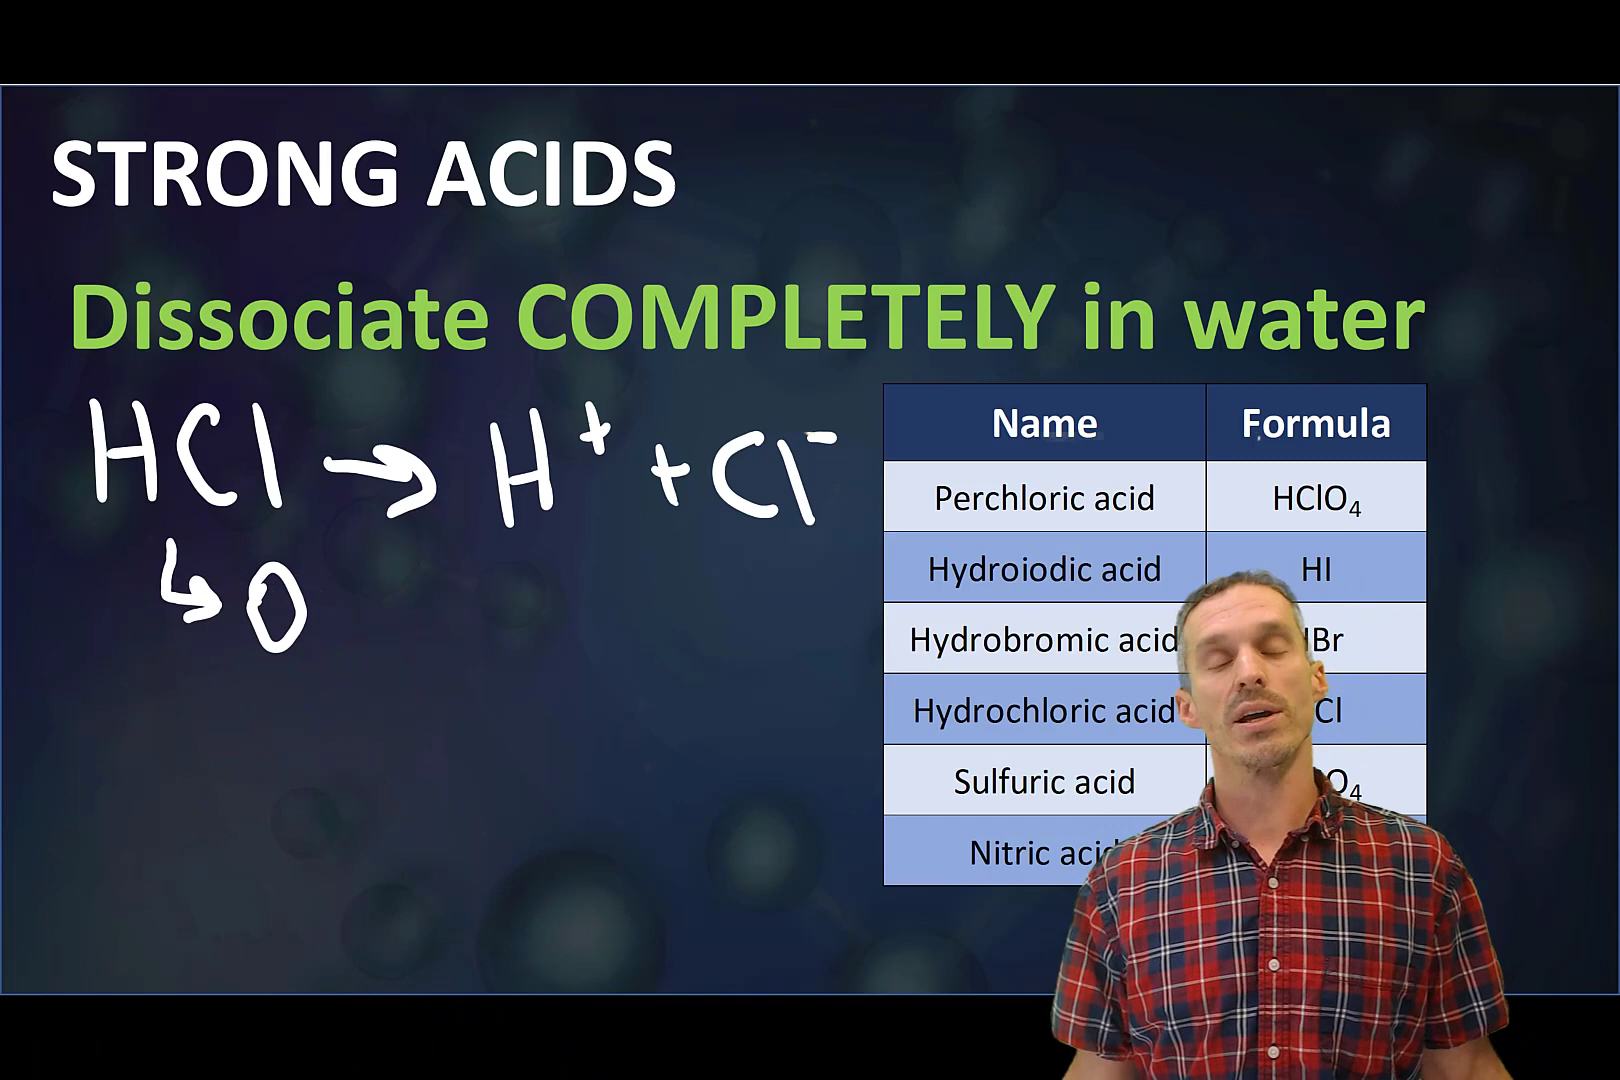 STRONG ACIDS
Dissociate COMPLETELY in water
HCl → H⁺ + Cl⁻
↳ 0
Name Formula
Perchloric acid HClO₄
Hydroiodic acid HI
Hydrobromic acid Br
Hydrochloric acid Cl
Sulfuric acid O₄
Nitric